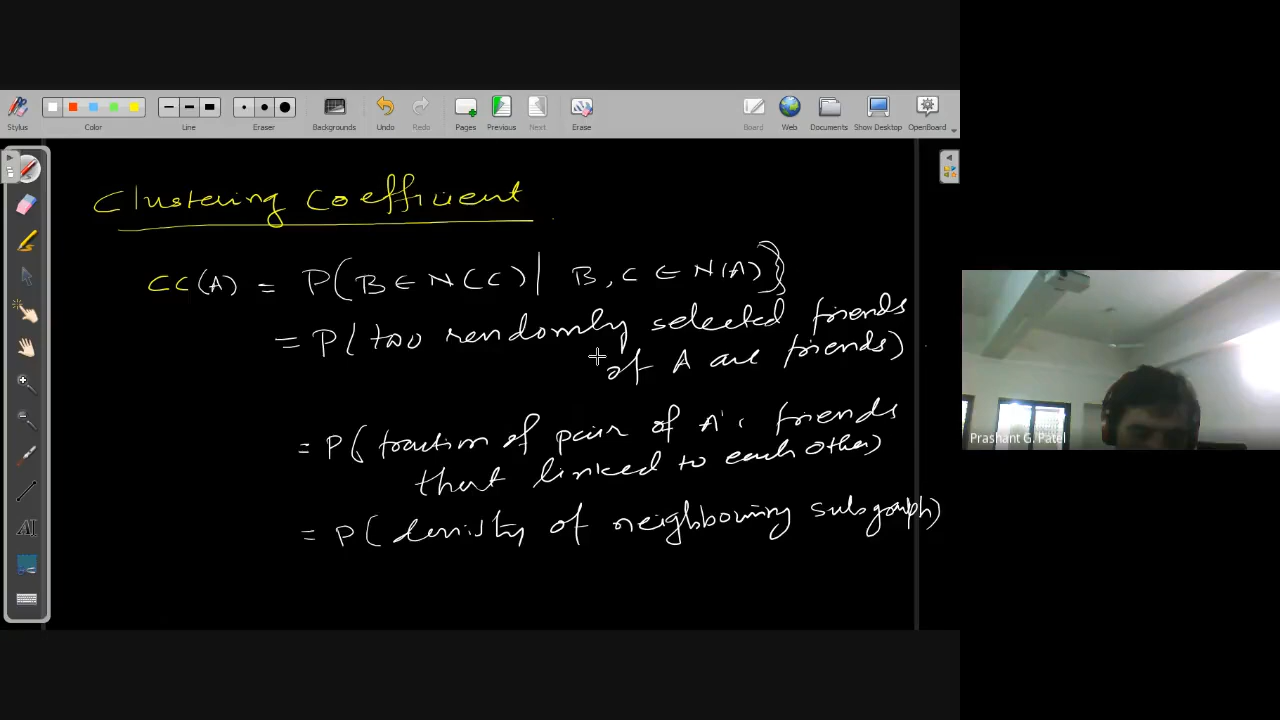 Stylus
Color
Line
Eraser
Backgrounds
Undo
Redo
Pages
Previous
Next
Erase
Board
Web
Documents
Show Desktop
OpenBoard
Clustering Coefficient
CC(A) = P(B ∈ N(C) | B, C ∈ N(A)}
= P( two randomly selected friends
of A are friends)
= P( fraction of pair of A's friends
that linked to each other)
= P( density of neighbouring subgraph)
Prashant G. Patel